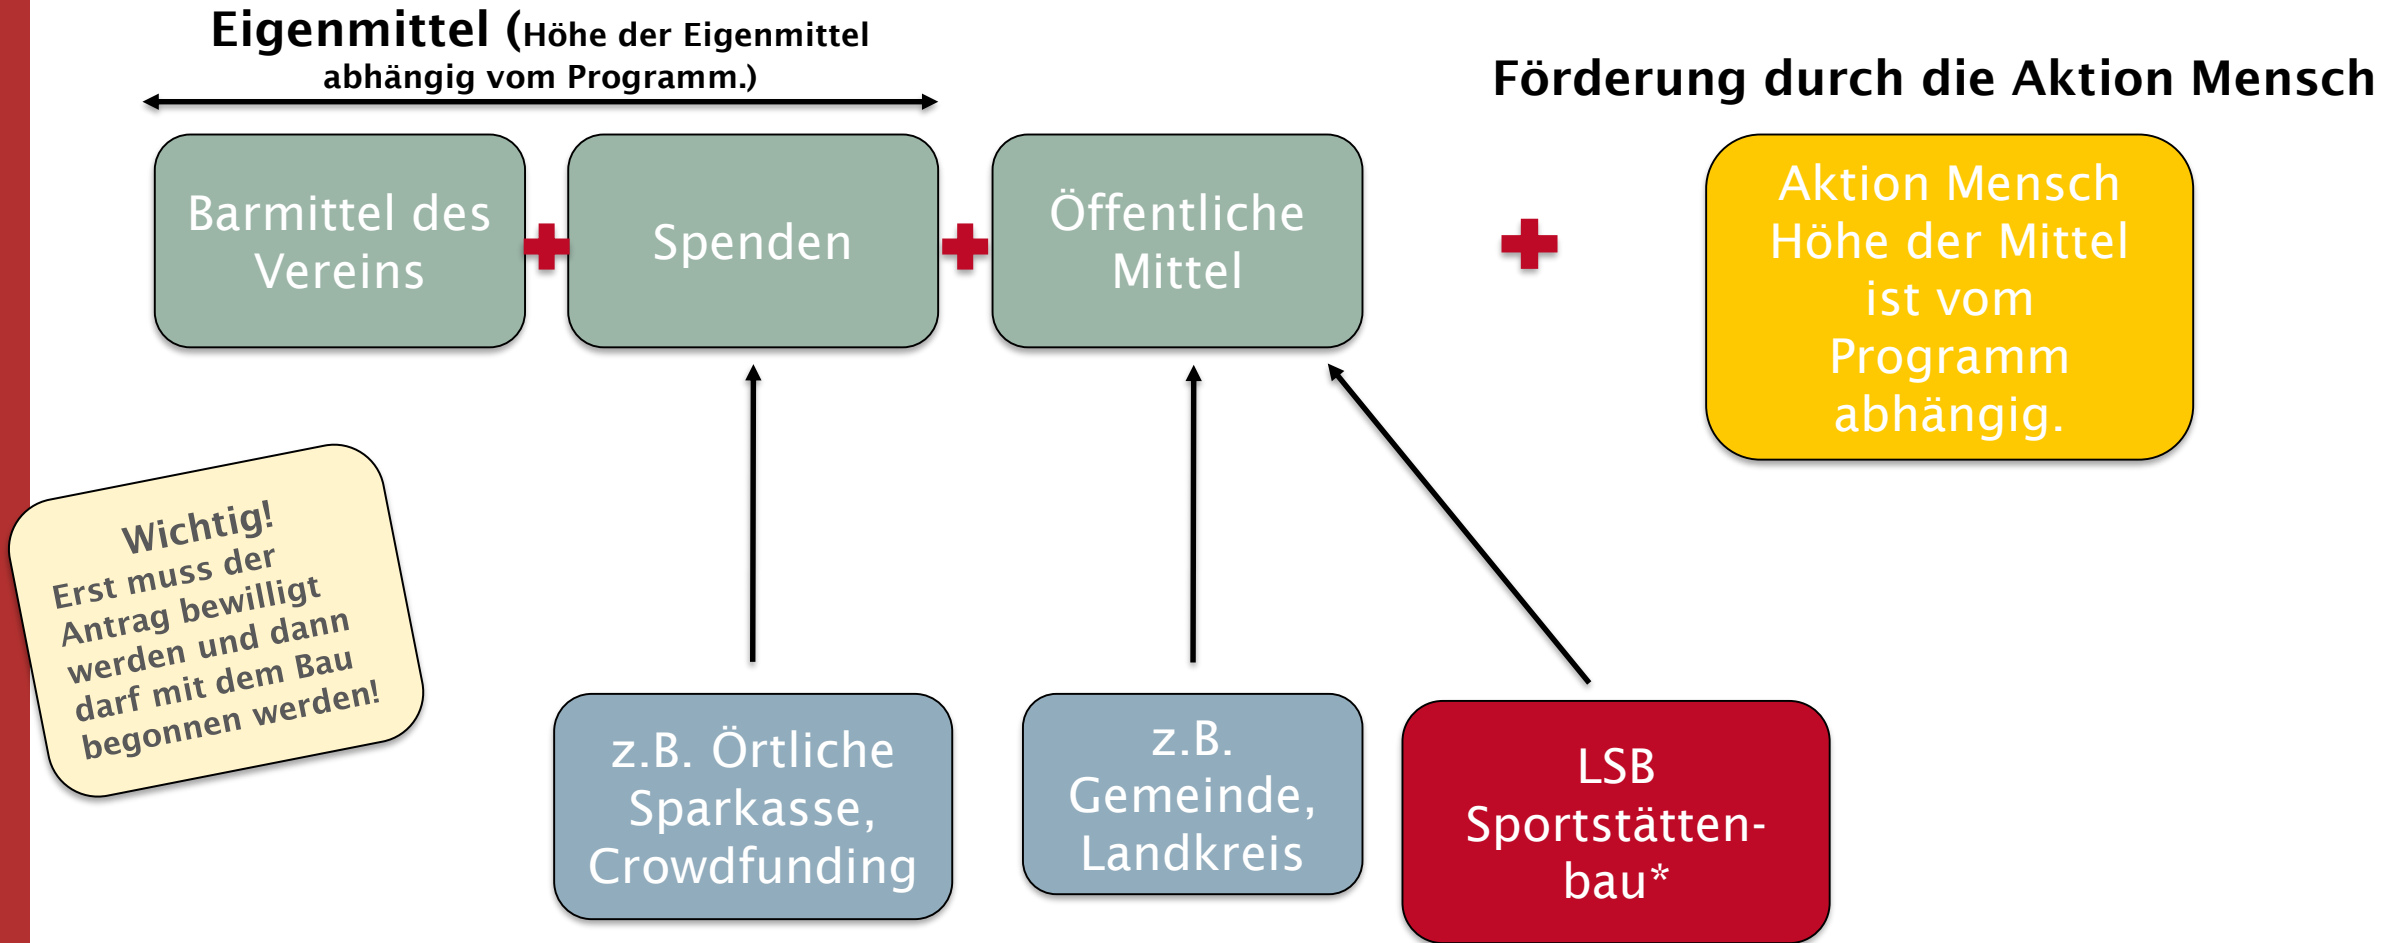 Eigenmittel (Höhe der Eigenmittel
abhängig vom Programm.)
Förderung durch die Aktion Mensch
Barmittel des
Vereins
Spenden
Öffentliche
Mittel
Aktion Mensch
Höhe der Mittel
ist vom
Programm
abhängig.
Wichtig!
Erst muss der
Antrag bewilligt
werden und dann
darf mit dem Bau
begonnen werden!
z.B. Örtliche
Sparkasse,
Crowdfunding
z.B.
Gemeinde,
Landkreis
LSB
Sportstätten-
bau*